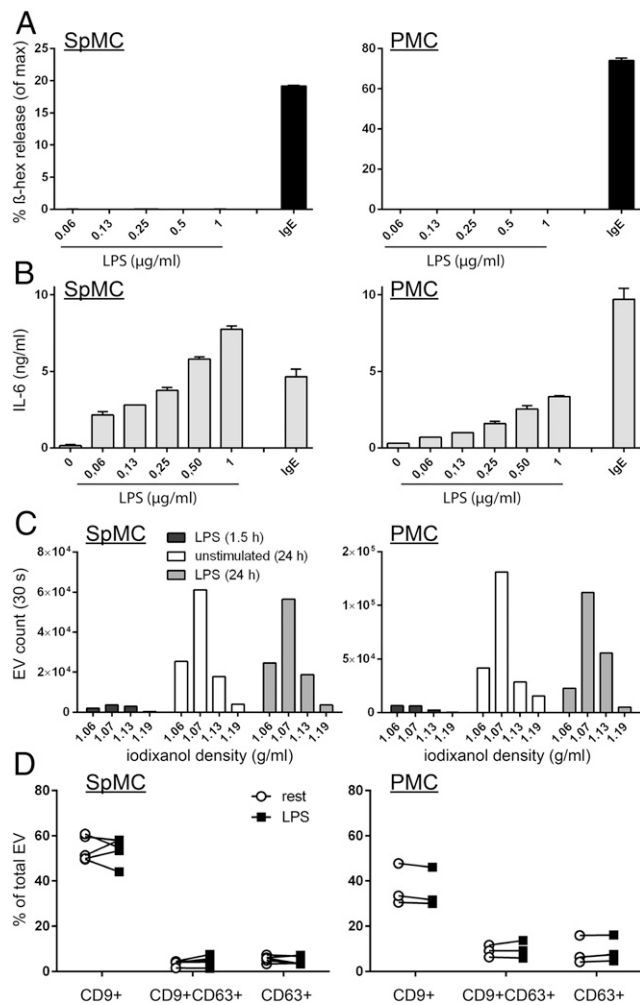 A
SpMC
PMC
% ß-hex release (of max)
25
20
15
10
5
0
0.06
0.13
0.25
0.5
1
IgE
LPS (µg/ml)
80
60
40
20
0
0.06
0.13
0.25
0.5
1
IgE
LPS (µg/ml)
B
SpMC
PMC
IL-6 (ng/ml)
10
5
0
0
0.06
0.13
0.25
0.50
1
IgE
LPS (µg/ml)
10
5
0
0
0.06
0.13
0.25
0.50
1
IgE
LPS (µg/ml)
C
SpMC
PMC
LPS (1.5 h)
unstimulated (24 h)
LPS (24 h)
EV count (30 s)
8×10⁴
6×10⁴
4×10⁴
2×10⁴
0
1.06
1.07
1.13
1.19
1.06
1.07
1.13
1.19
1.06
1.07
1.13
1.19
iodixanol density (g/ml)
2×10⁵
1×10⁵
5×10⁴
0
1.06
1.07
1.13
1.19
1.06
1.07
1.13
1.19
1.06
1.07
1.13
1.19
iodixanol density (g/ml)
D
SpMC
PMC
rest
LPS
% of total EV
60
40
20
0
CD9+
CD9+CD63+
CD63+
60
40
20
0
CD9+
CD9+CD63+
CD63+